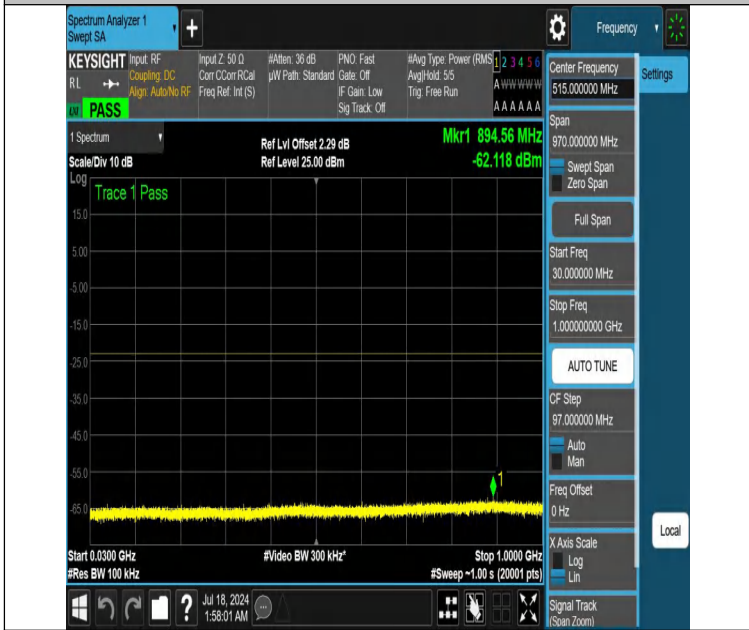 Spectrum Analyzer 1
Swept SA
+
Frequency
KEYSIGHT
RL
PASS
Input: RF
Coupling: DC
Align: Auto/No RF
Input Z: 50 Ω
Corr CCorr RCal
Freq Ref: Int (S)
#Atten: 36 dB
µW Path: Standard
PNO: Fast
Gate: Off
IF Gain: Low
Sig Track: Off
#Avg Type: Power (RMS
Avg|Hold: 5/5
Trig: Free Run
1 2 3 4 5 6
A W W W W W
A A A A A A
1 Spectrum
Scale/Div 10 dB
Ref Lvl Offset 2.29 dB
Ref Level 25.00 dBm
Mkr1 894.56 MHz
-62.118 dBm
Log
Trace 1 Pass
15.0
5.00
-5.00
-15.0
-25.0
-35.0
-45.0
-55.0
-65.0
1
Start 0.0300 GHz
#Res BW 100 kHz
#Video BW 300 kHz*
Stop 1.0000 GHz
#Sweep ~1.00 s (20001 pts)
Jul 18, 2024
1:58:01 AM
Center Frequency
515.000000 MHz
Span
970.000000 MHz
Swept Span
Zero Span
Full Span
Start Freq
30.000000 MHz
Stop Freq
1.000000000 GHz
AUTO TUNE
CF Step
97.000000 MHz
Auto
Man
Freq Offset
0 Hz
X Axis Scale
Log
Lin
Signal Track
(Span Zoom)
Settings
Local